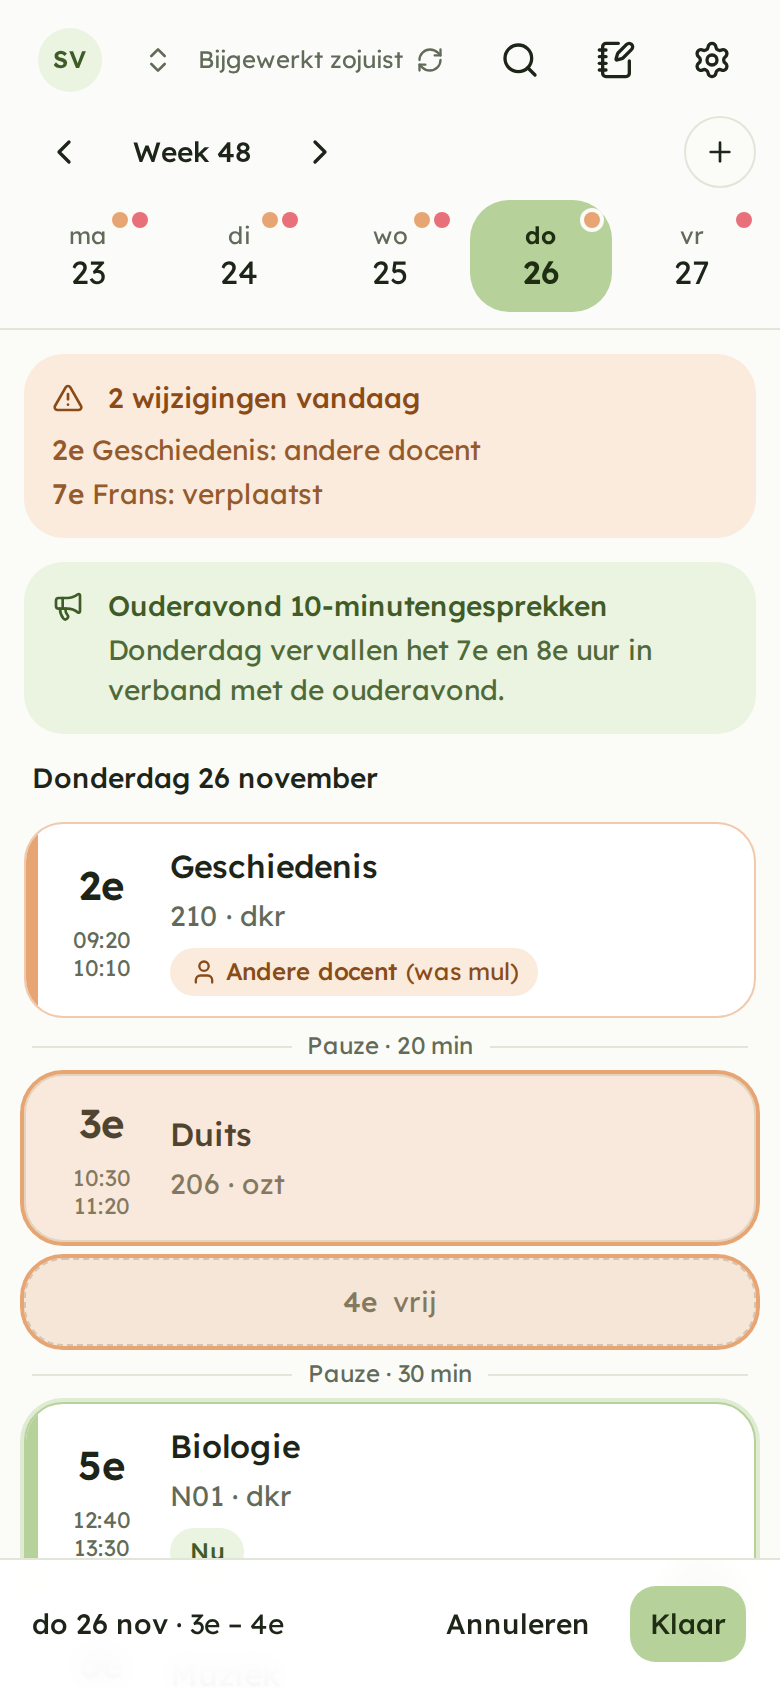 SV
Bijgewerkt zojuist
Week 48
ma di wo do vr
23 24 25 26 27
2 wijzigingen vandaag
2e Geschiedenis: andere docent
7e Frans: verplaatst
Ouderavond 10-minutengesprekken
Donderdag vervallen het 7e en 8e uur in
verband met de ouderavond.
Donderdag 26 november
2e
09:20
10:10
Geschiedenis
210 · dkr
Andere docent (was mul)
Pauze · 20 min
3e
10:30
11:20
Duits
206 · ozt
4e vrij
Pauze · 30 min
5e
12:40
13:30
Biologie
N01 · dkr
Nu
do 26 nov · 3e – 4e
Annuleren
Klaar
Muziek